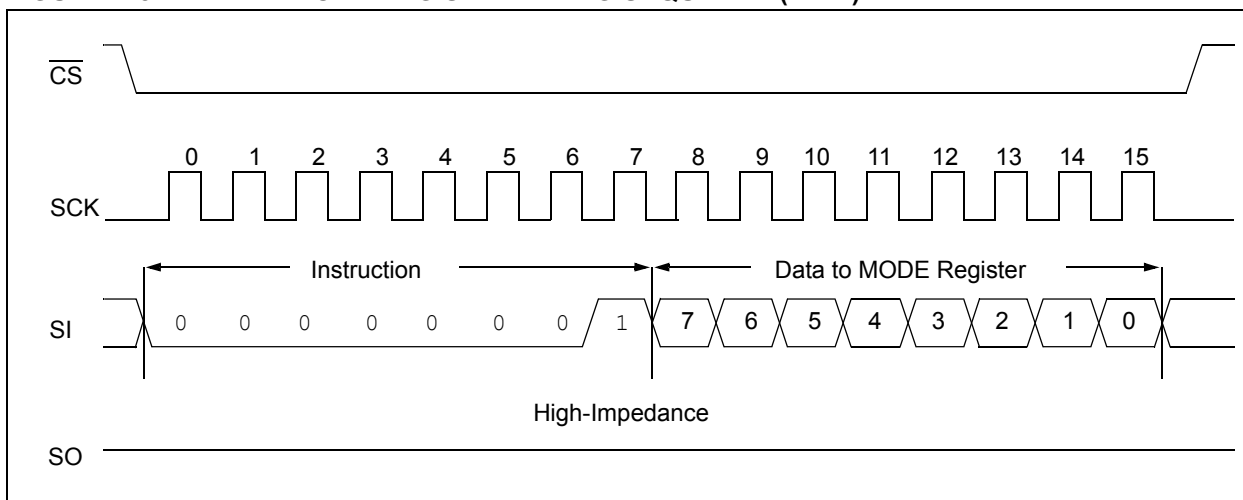 CS
0 1 2 3 4 5 6 7 8 9 10 11 12 13 14 15
SCK
Instruction Data to MODE Register
SI 0 0 0 0 0 0 0 1 7 6 5 4 3 2 1 0
High-Impedance
SO